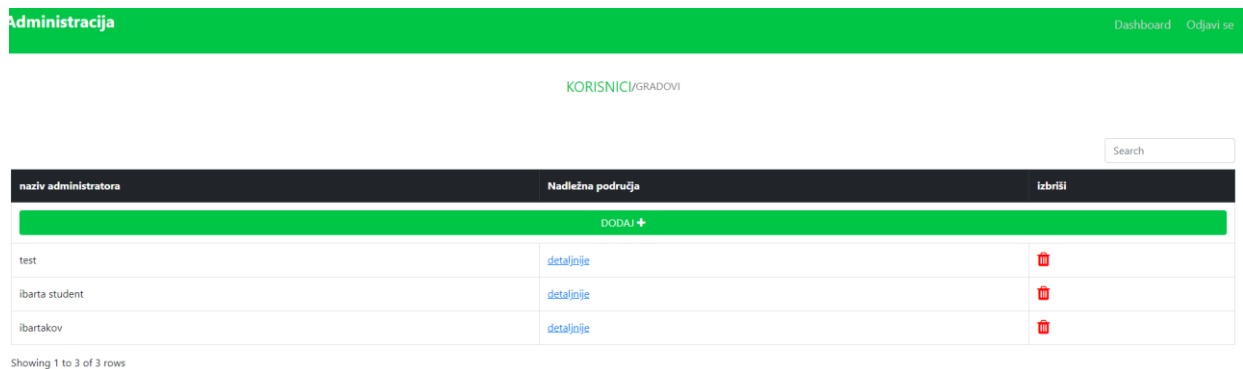 Administracija
Dashboard Odjavi se
KORISNICI/GRADOVI
Search
naziv administratora Nadležna područja izbriši
DODAJ +
test detaljnije
ibarta student detaljnije
ibartakov detaljnije
Showing 1 to 3 of 3 rows